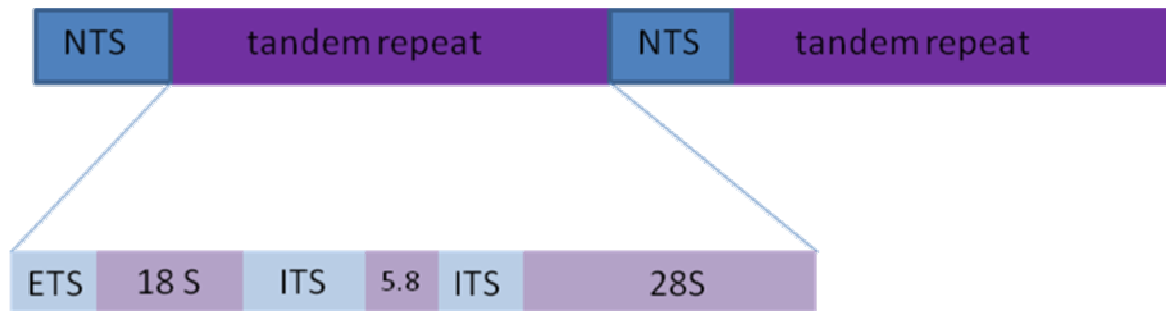 NTS tandem repeat NTS tandem repeat
ETS 18 S ITS 5.8 ITS 28S